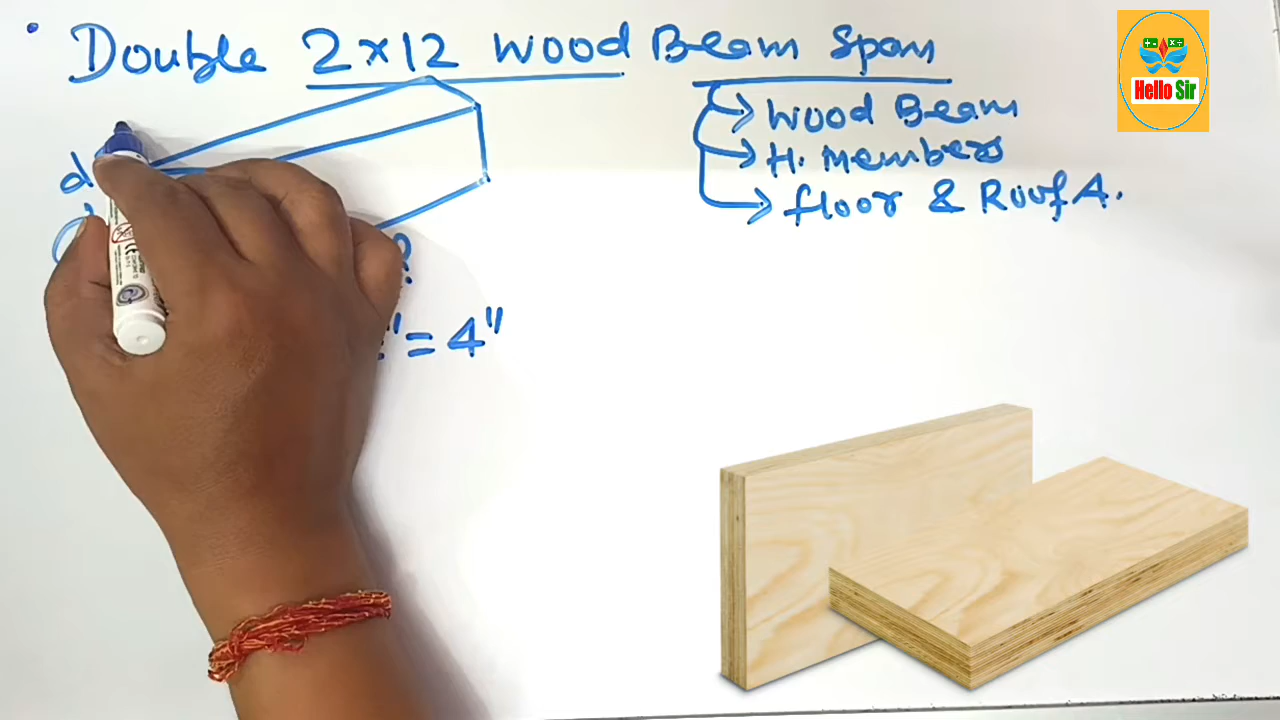 Double 2x12 Wood Beam Span
Hello Sir
Wood Beam
H. Members
floor & Roof A.
d
?
"= 4"